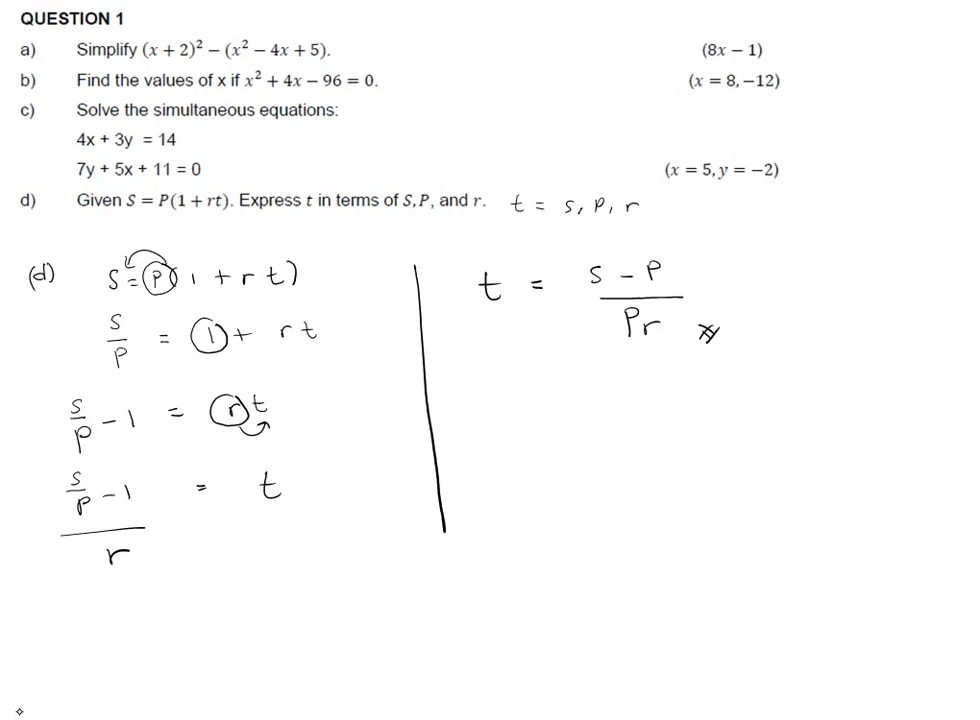 QUESTION 1
a) Simplify (x + 2)² − (x² − 4x + 5). (8x − 1)
b) Find the values of x if x² + 4x − 96 = 0. (x = 8, −12)
c) Solve the simultaneous equations:
4x + 3y = 14
7y + 5x + 11 = 0 (x = 5, y = −2)
d) Given S = P(1 + rt). Express t in terms of S, P, and r. t = s, P, r
(d) S = P(1 + rt)
s/p = 1 + rt
s/p − 1 = rt
(s/p − 1)/r = t
t = (s − P)/Pr